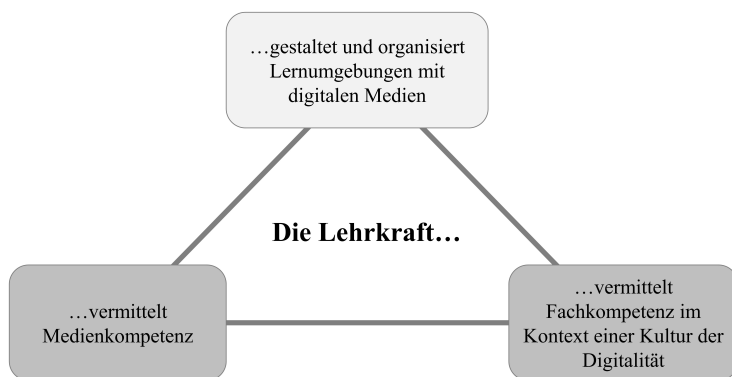 …gestaltet und organisiert
Lernumgebungen mit
digitalen Medien
Die Lehrkraft…
…vermittelt
Medienkompetenz
…vermittelt
Fachkompetenz im
Kontext einer Kultur der
Digitalität